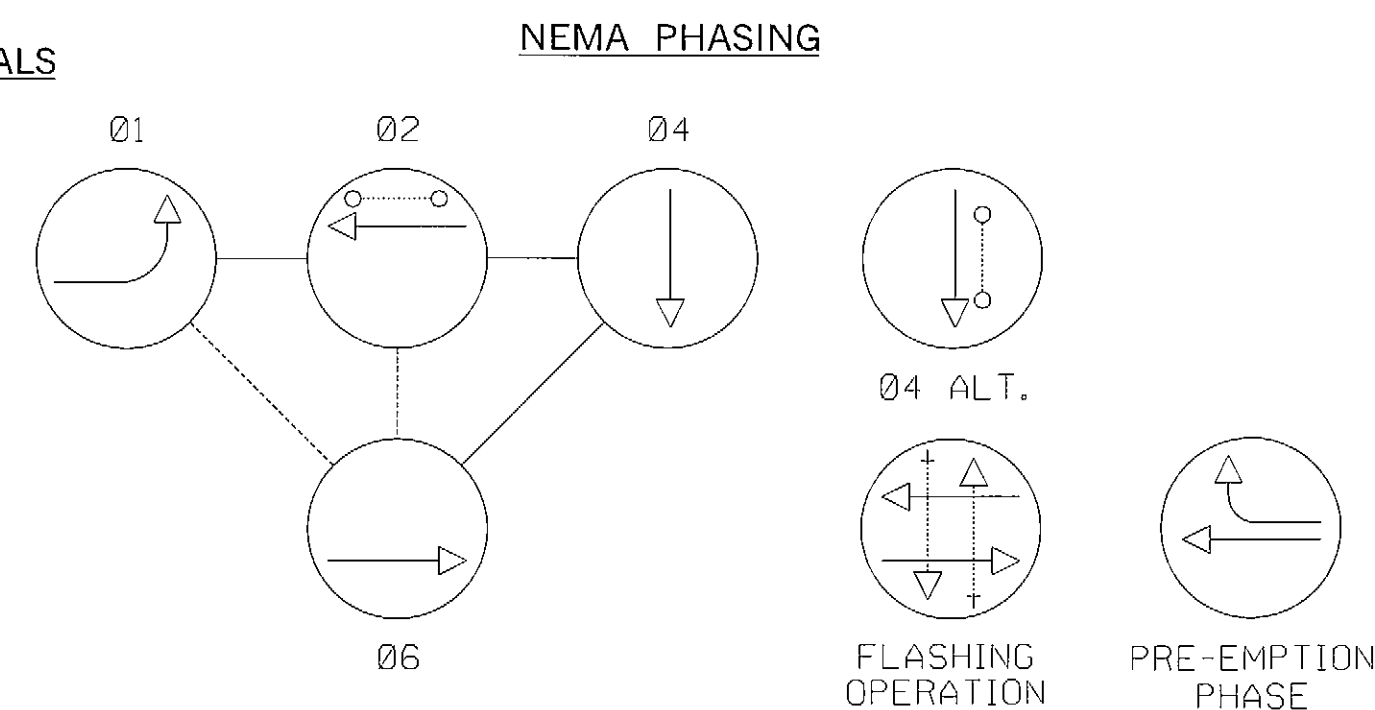 NEMA PHASING
ALS
Ø1
Ø2
Ø4
Ø4 ALT.
Ø6
FLASHING
OPERATION
PRE-EMPTION
PHASE